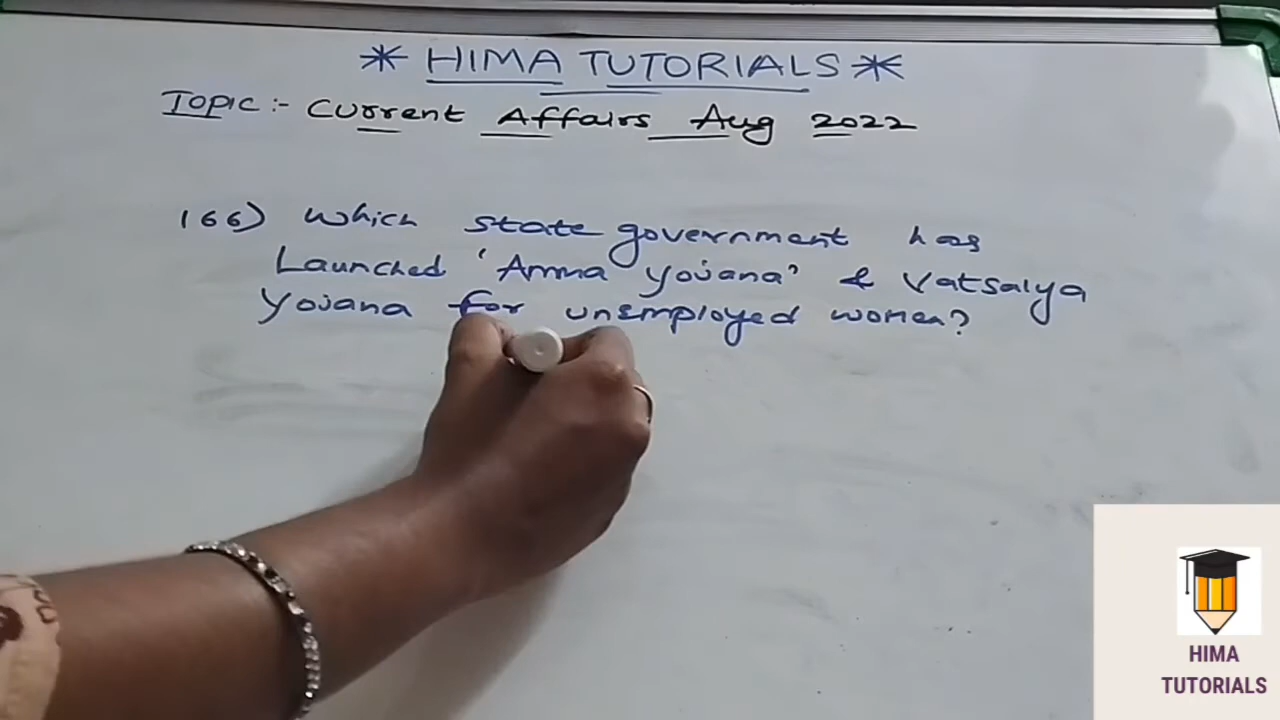 * HIMA TUTORIALS *
Topic :- Current Affairs Aug 2022
166) Which state government has
Launched 'Amma Yojana' & Vatsalya
Yojana for unemployed women?
HIMA
TUTORIALS